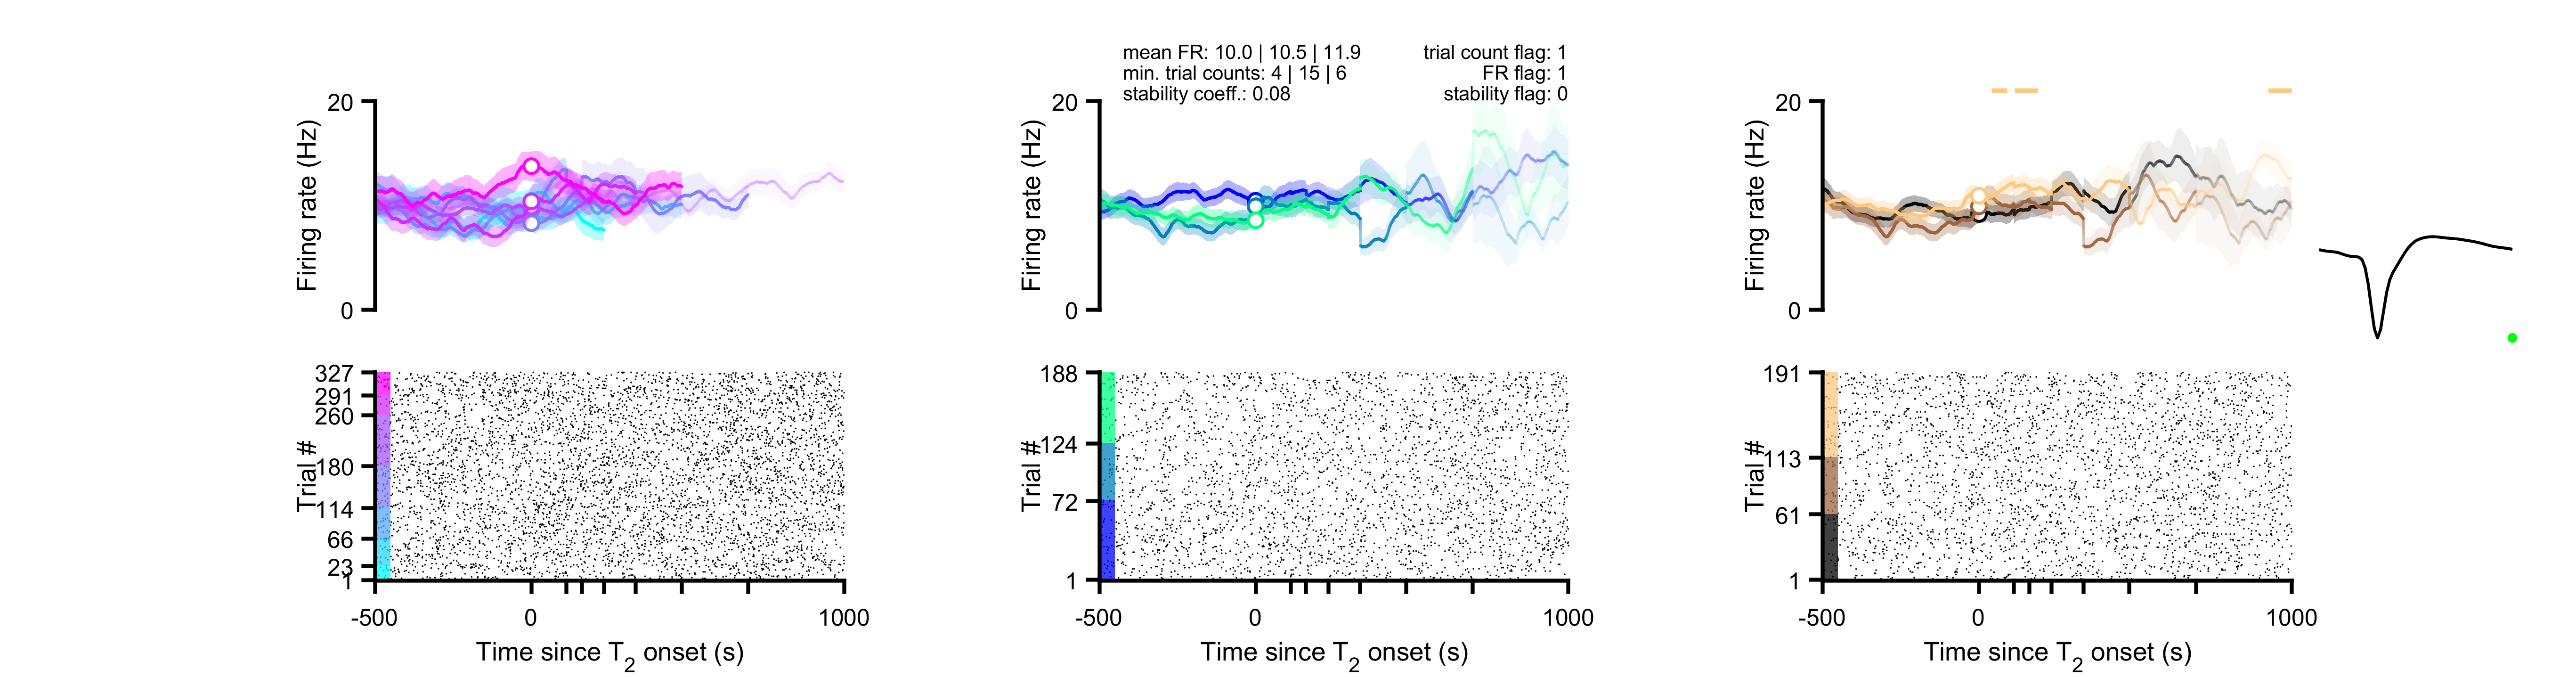 mean FR: 10.0 | 10.5 | 11.9
min. trial counts: 4 | 15 | 6
stability coeff.: 0.08
trial count flag: 1
FR flag: 1
stability flag: 0
20
0
Firing rate (Hz)
20
0
Firing rate (Hz)
20
0
Firing rate (Hz)
327
291
260
180
114
66
23
1
Trial #
-500
0
1000
Time since T2 onset (s)
188
124
72
1
Trial #
-500
0
1000
Time since T2 onset (s)
191
113
61
1
Trial #
-500
0
1000
Time since T2 onset (s)